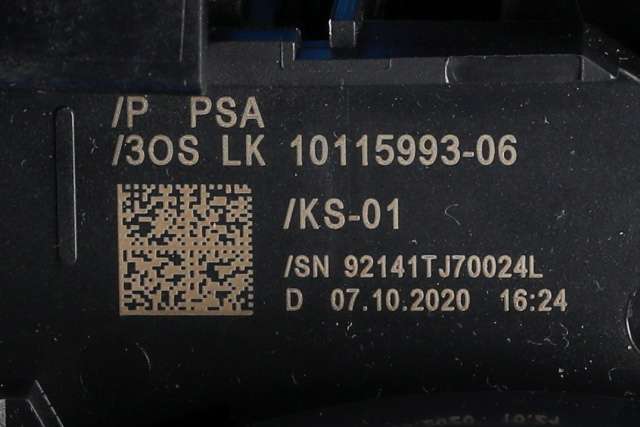 /P PSA
/3OS LK 10115993-06
/KS-01
/SN 92141TJ70024L
D 07.10.2020 16:24